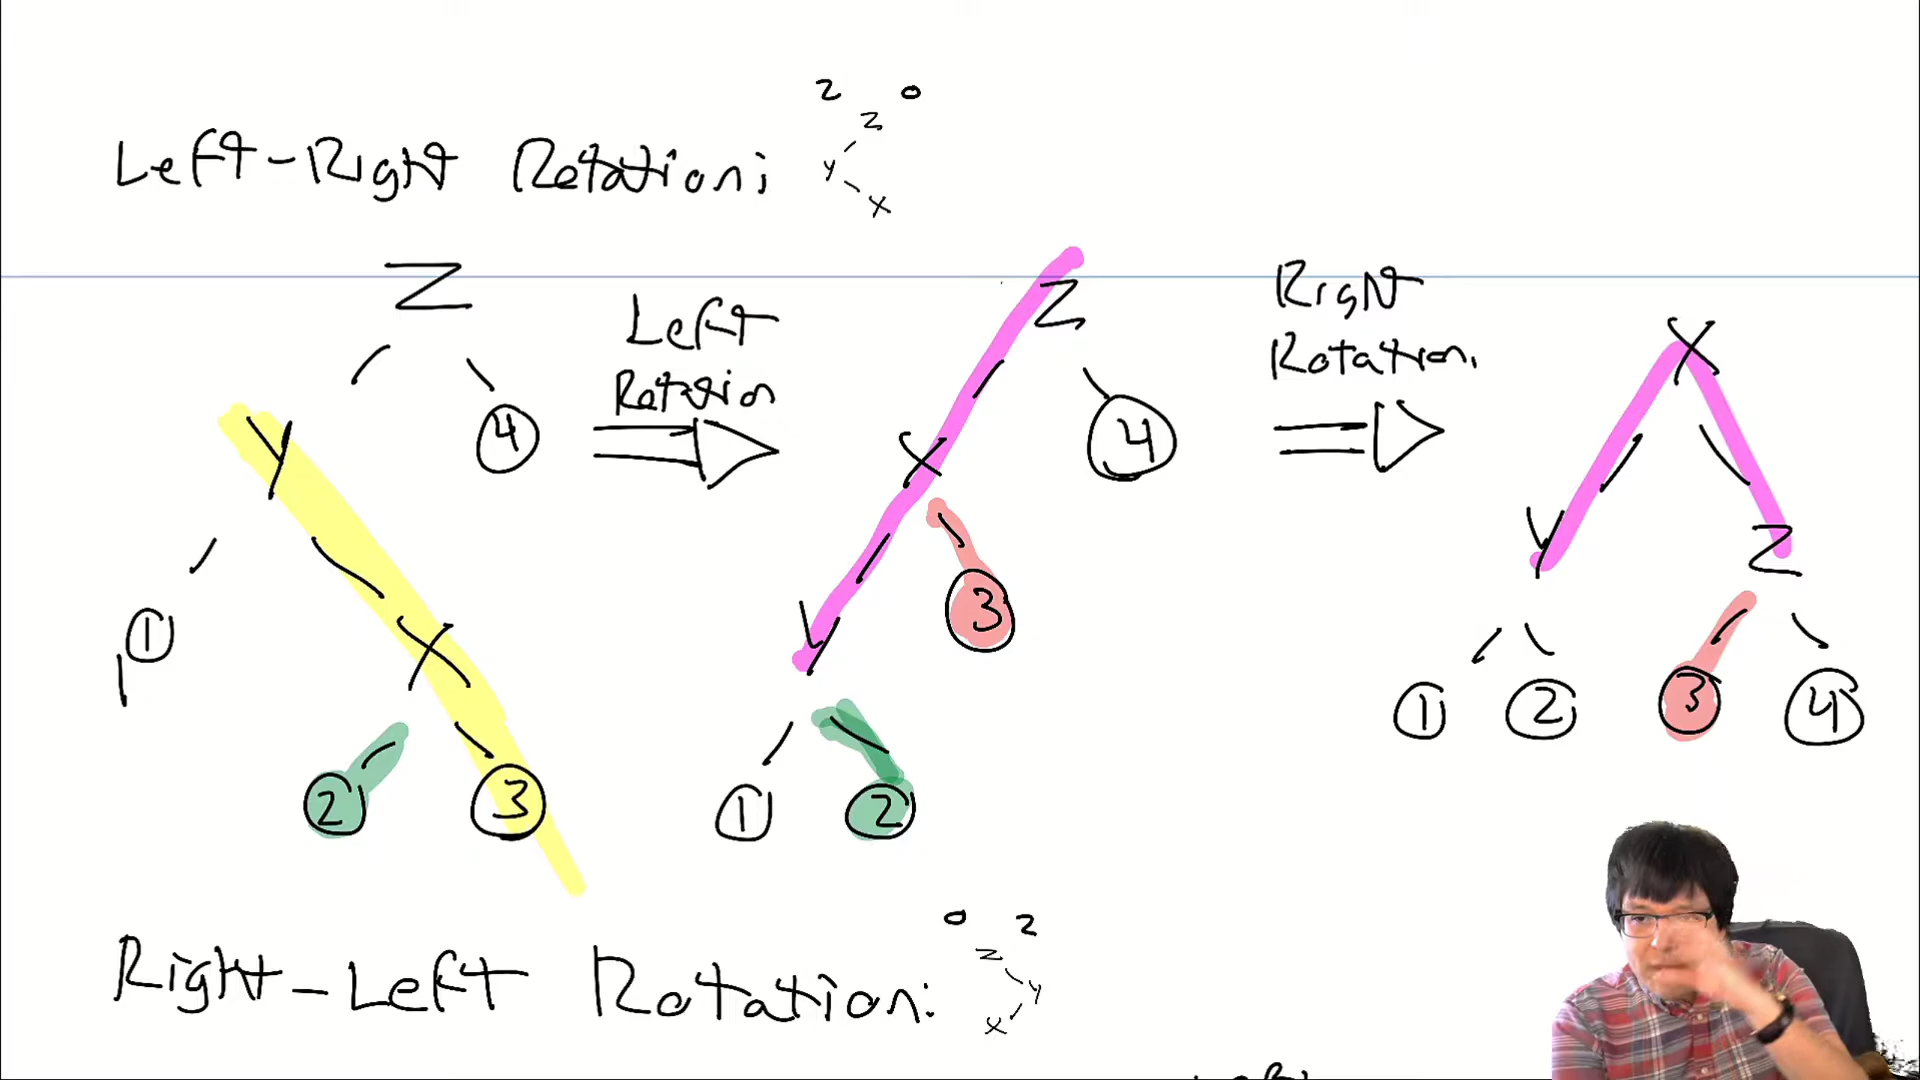 2 0
Left-Right Rotation:
Z
Y
X
Z
Y
4
1
X
2
3
Left
Rotation
Z
X
4
3
Y
1
2
Right
Rotation.
X
Y
Z
1
2
3
4
0 2
Right-Left Rotation:
Z
Y
X